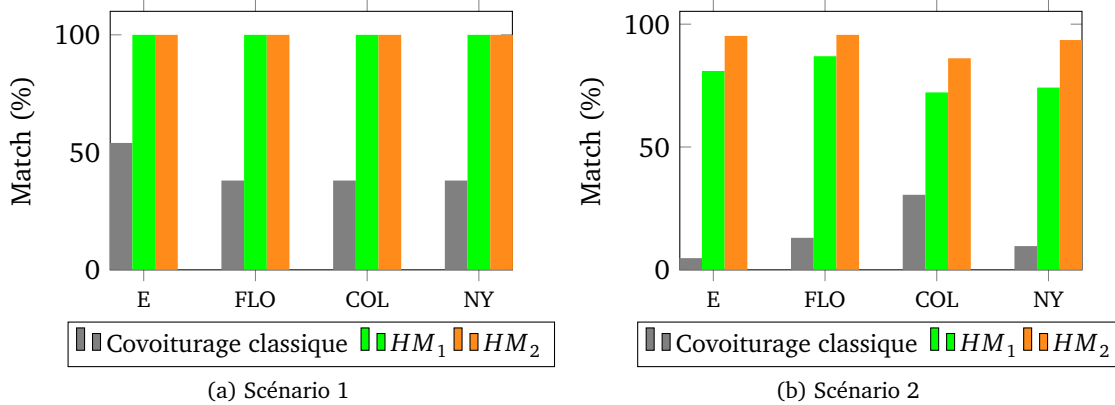 Match (%)
100
50
0
E FLO COL NY
Covoiturage classique HM₁ HM₂
(a) Scénario 1
Match (%)
100
50
0
E FLO COL NY
Covoiturage classique HM₁ HM₂
(b) Scénario 2